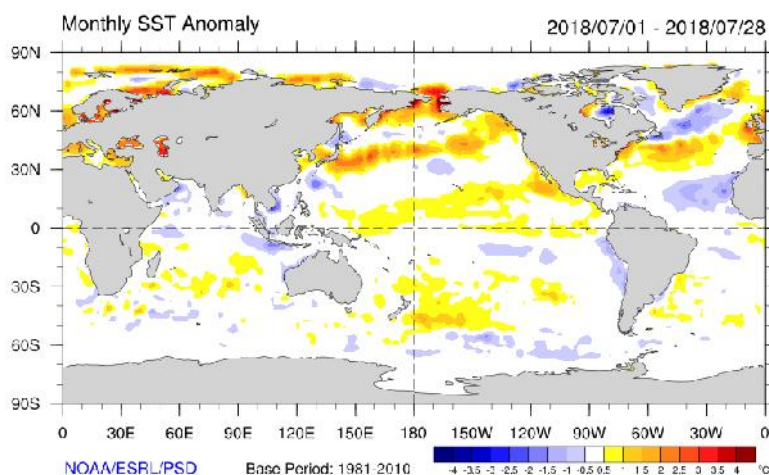 Monthly SST Anomaly 2018/07/01 - 2018/07/28
90N
60N
30N
0
30S
60S
90S
0 30E 60E 90E 120E 150E 180 150W 120W 90W 60W 30W 0
NOAA/ESRL/PSD Base Period: 1981-2010
-4 -3.5 -3 -2.5 -2 -1.5 -1 -0.5 0.5 1 1.5 2 2.5 3 3.5 4 °C